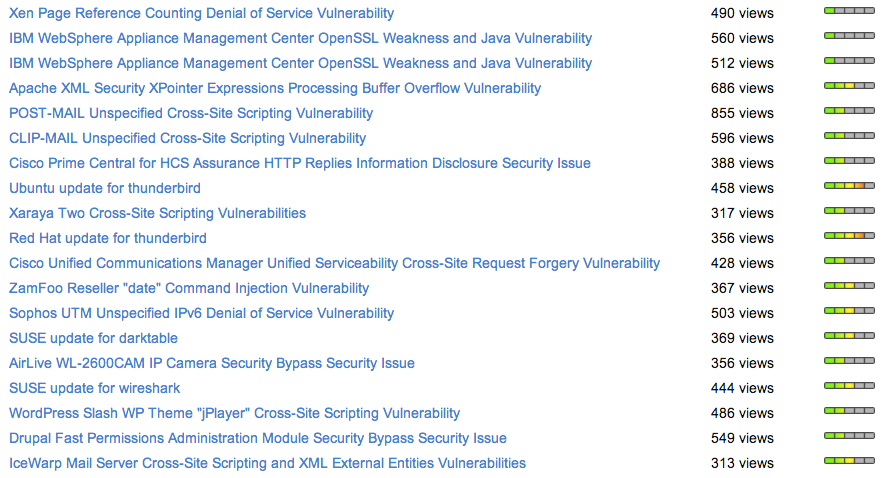 Xen Page Reference Counting Denial of Service Vulnerability 490 views
IBM WebSphere Appliance Management Center OpenSSL Weakness and Java Vulnerability 560 views
IBM WebSphere Appliance Management Center OpenSSL Weakness and Java Vulnerability 512 views
Apache XML Security XPointer Expressions Processing Buffer Overflow Vulnerability 686 views
POST-MAIL Unspecified Cross-Site Scripting Vulnerability 855 views
CLIP-MAIL Unspecified Cross-Site Scripting Vulnerability 596 views
Cisco Prime Central for HCS Assurance HTTP Replies Information Disclosure Security Issue 388 views
Ubuntu update for thunderbird 458 views
Xaraya Two Cross-Site Scripting Vulnerabilities 317 views
Red Hat update for thunderbird 356 views
Cisco Unified Communications Manager Unified Serviceability Cross-Site Request Forgery Vulnerability 428 views
ZamFoo Reseller "date" Command Injection Vulnerability 367 views
Sophos UTM Unspecified IPv6 Denial of Service Vulnerability 503 views
SUSE update for darktable 369 views
AirLive WL-2600CAM IP Camera Security Bypass Security Issue 356 views
SUSE update for wireshark 444 views
WordPress Slash WP Theme "jPlayer" Cross-Site Scripting Vulnerability 486 views
Drupal Fast Permissions Administration Module Security Bypass Security Issue 549 views
IceWarp Mail Server Cross-Site Scripting and XML External Entities Vulnerabilities 313 views